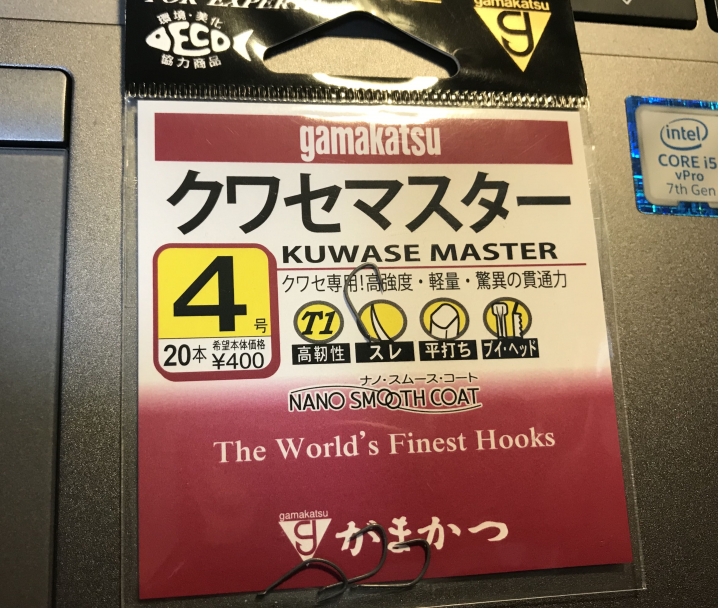 FOR EXPERT
環境・美化
ECO
協力商品
gamakatsu
g
gamakatsu
クワセマスター
KUWASE MASTER
クワセ専用!高強度・軽量・驚異の貫通力
4号
20本
希望本体価格
¥400
T1
高靭性
スレ
平打ち
ブイ・ヘッド
ナノ・スムース・コート
NANO SMOOTH COAT
The World's Finest Hooks
gamakatsu
g
がまかつ
intel
CORE i5
vPro
7th Gen